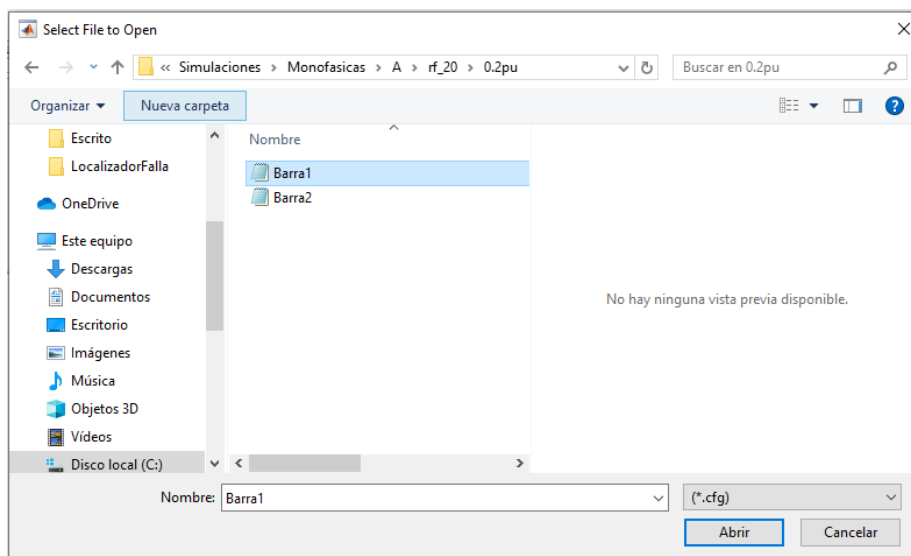 Select File to Open
« Simulaciones > Monofasicas > A > rf_20 > 0.2pu
Buscar en 0.2pu
Organizar
Nueva carpeta
Escrito
LocalizadorFalla
OneDrive
Este equipo
Descargas
Documentos
Escritorio
Imágenes
Música
Objetos 3D
Vídeos
Disco local (C:)
Nombre
Barra1
Barra2
No hay ninguna vista previa disponible.
Nombre: Barra1
(*.cfg)
Abrir
Cancelar